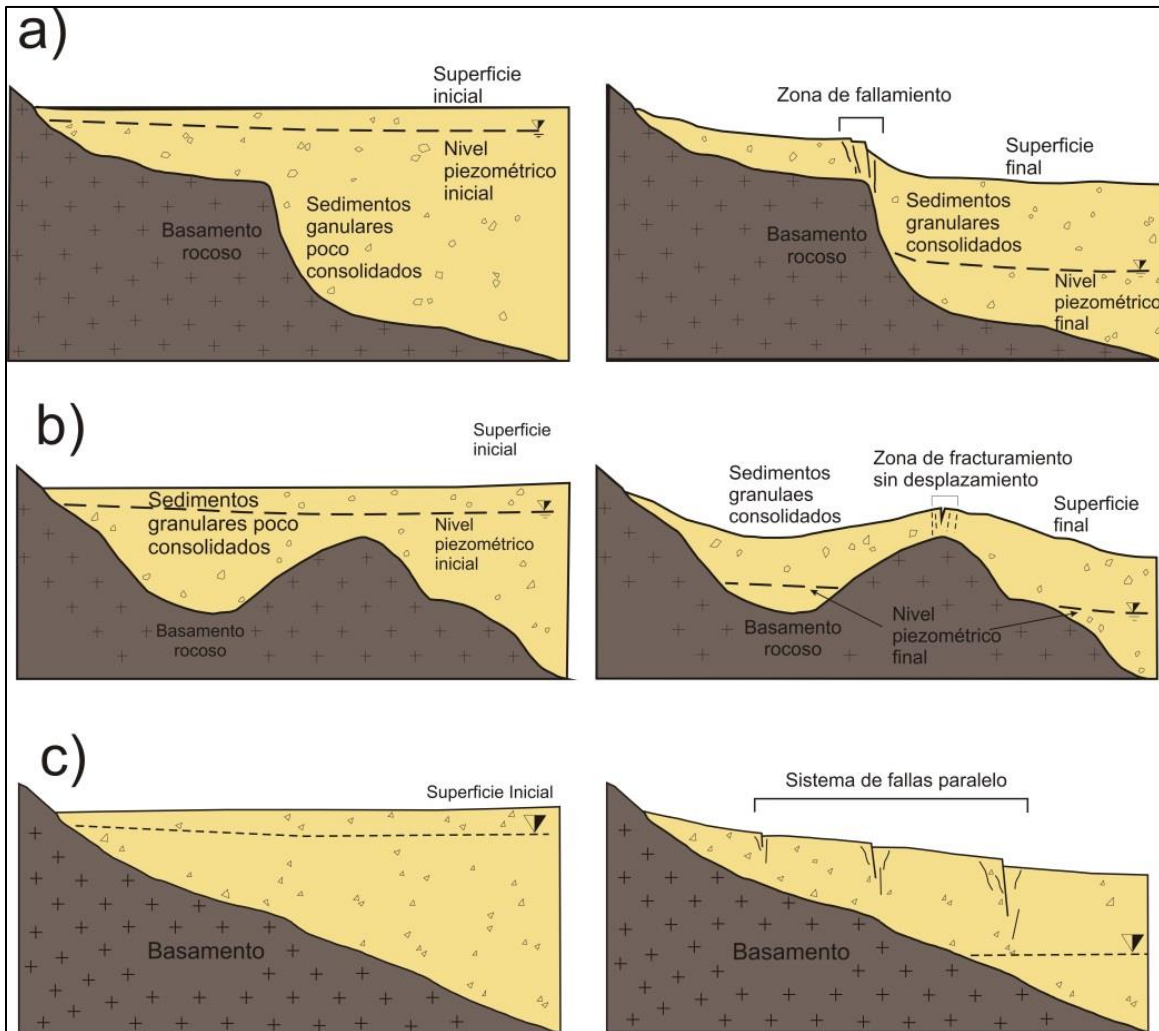 a)
Superficie
inicial
Nivel
piezométrico
inicial
Sedimentos
ganulares
poco
consolidados
Basamento
rocoso
Zona de fallamiento
Superficie
final
Sedimentos
granulares
consolidados
Basamento
rocoso
Nivel
piezométrico
final
b)
Superficie
inicial
Sedimentos
granulares poco
consolidados
Nivel
piezométrico
inicial
Basamento
rocoso
Sedimentos
granulaes
consolidados
Zona de fracturamiento
sin desplazamiento
Superficie
final
Nivel
piezométrico
final
Basamento
rocoso
c)
Superficie Inicial
Basamento
Sistema de fallas paralelo
Basamento